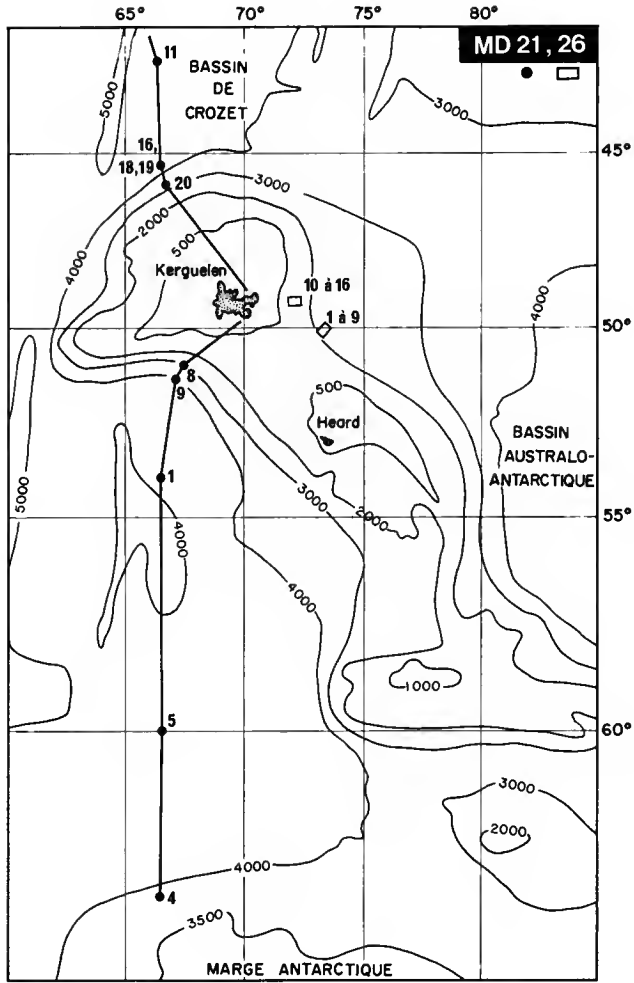 65° 70° 75° 80°
MD 21, 26
11
BASSIN
DE
CROZET
5000
3000
45°
16,
18,19
20
3000
2000
4000
500
Kerguelen
10 à 16
1 à 9
4000
50°
8
9
500
Heard
BASSIN
AUSTRALO-
ANTARCTIQUE
5000
1
4000
3000
2000
55°
4000
1000
5
60°
3000
2000
4000
4
3500
MARGE ANTARCTIQUE